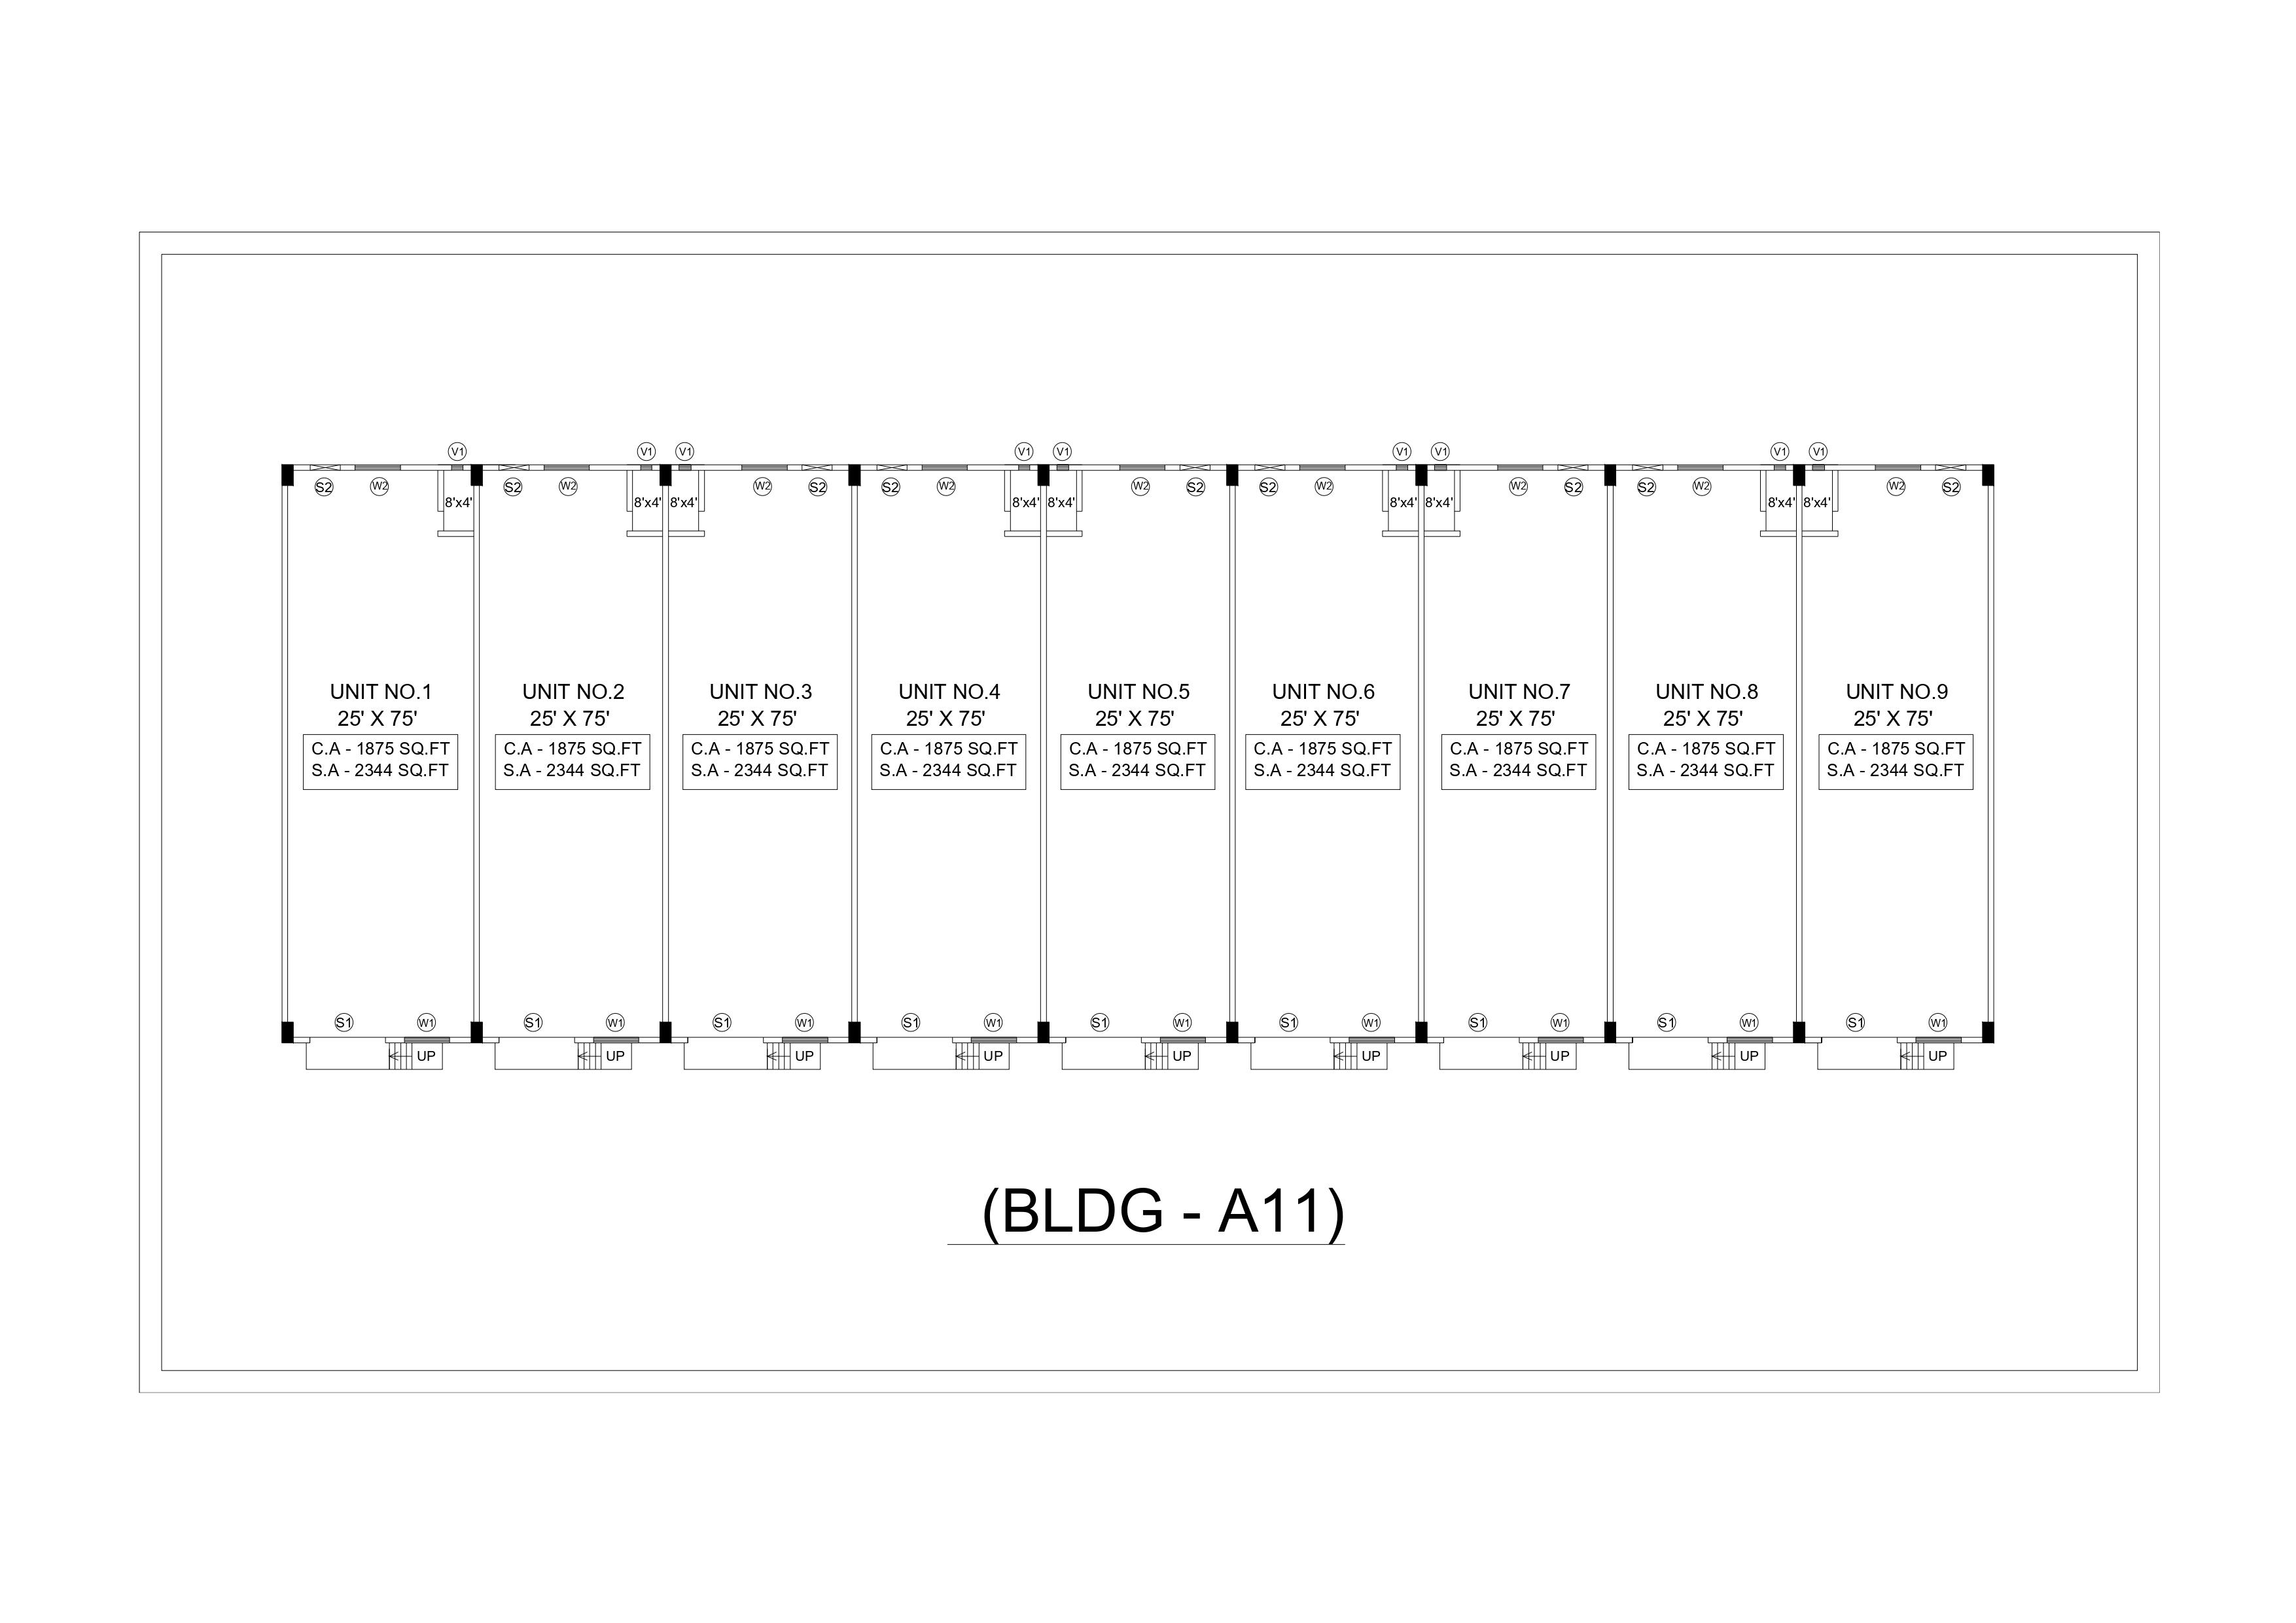 V1 V1 V1 V1 V1 V1 V1 V1 V1
S2 W2 S2 W2 W2 S2 S2 W2 W2 S2 S2 W2 W2 S2 S2 W2 W2 S2
8'x4' 8'x4' 8'x4' 8'x4' 8'x4' 8'x4' 8'x4' 8'x4' 8'x4'
UNIT NO.1
25' X 75'
C.A - 1875 SQ.FT
S.A - 2344 SQ.FT
UNIT NO.2
25' X 75'
C.A - 1875 SQ.FT
S.A - 2344 SQ.FT
UNIT NO.3
25' X 75'
C.A - 1875 SQ.FT
S.A - 2344 SQ.FT
UNIT NO.4
25' X 75'
C.A - 1875 SQ.FT
S.A - 2344 SQ.FT
UNIT NO.5
25' X 75'
C.A - 1875 SQ.FT
S.A - 2344 SQ.FT
UNIT NO.6
25' X 75'
C.A - 1875 SQ.FT
S.A - 2344 SQ.FT
UNIT NO.7
25' X 75'
C.A - 1875 SQ.FT
S.A - 2344 SQ.FT
UNIT NO.8
25' X 75'
C.A - 1875 SQ.FT
S.A - 2344 SQ.FT
UNIT NO.9
25' X 75'
C.A - 1875 SQ.FT
S.A - 2344 SQ.FT
S1 W1 S1 W1 S1 W1 S1 W1 S1 W1 S1 W1 S1 W1 S1 W1 S1 W1
UP UP UP UP UP UP UP UP UP
(BLDG - A11)